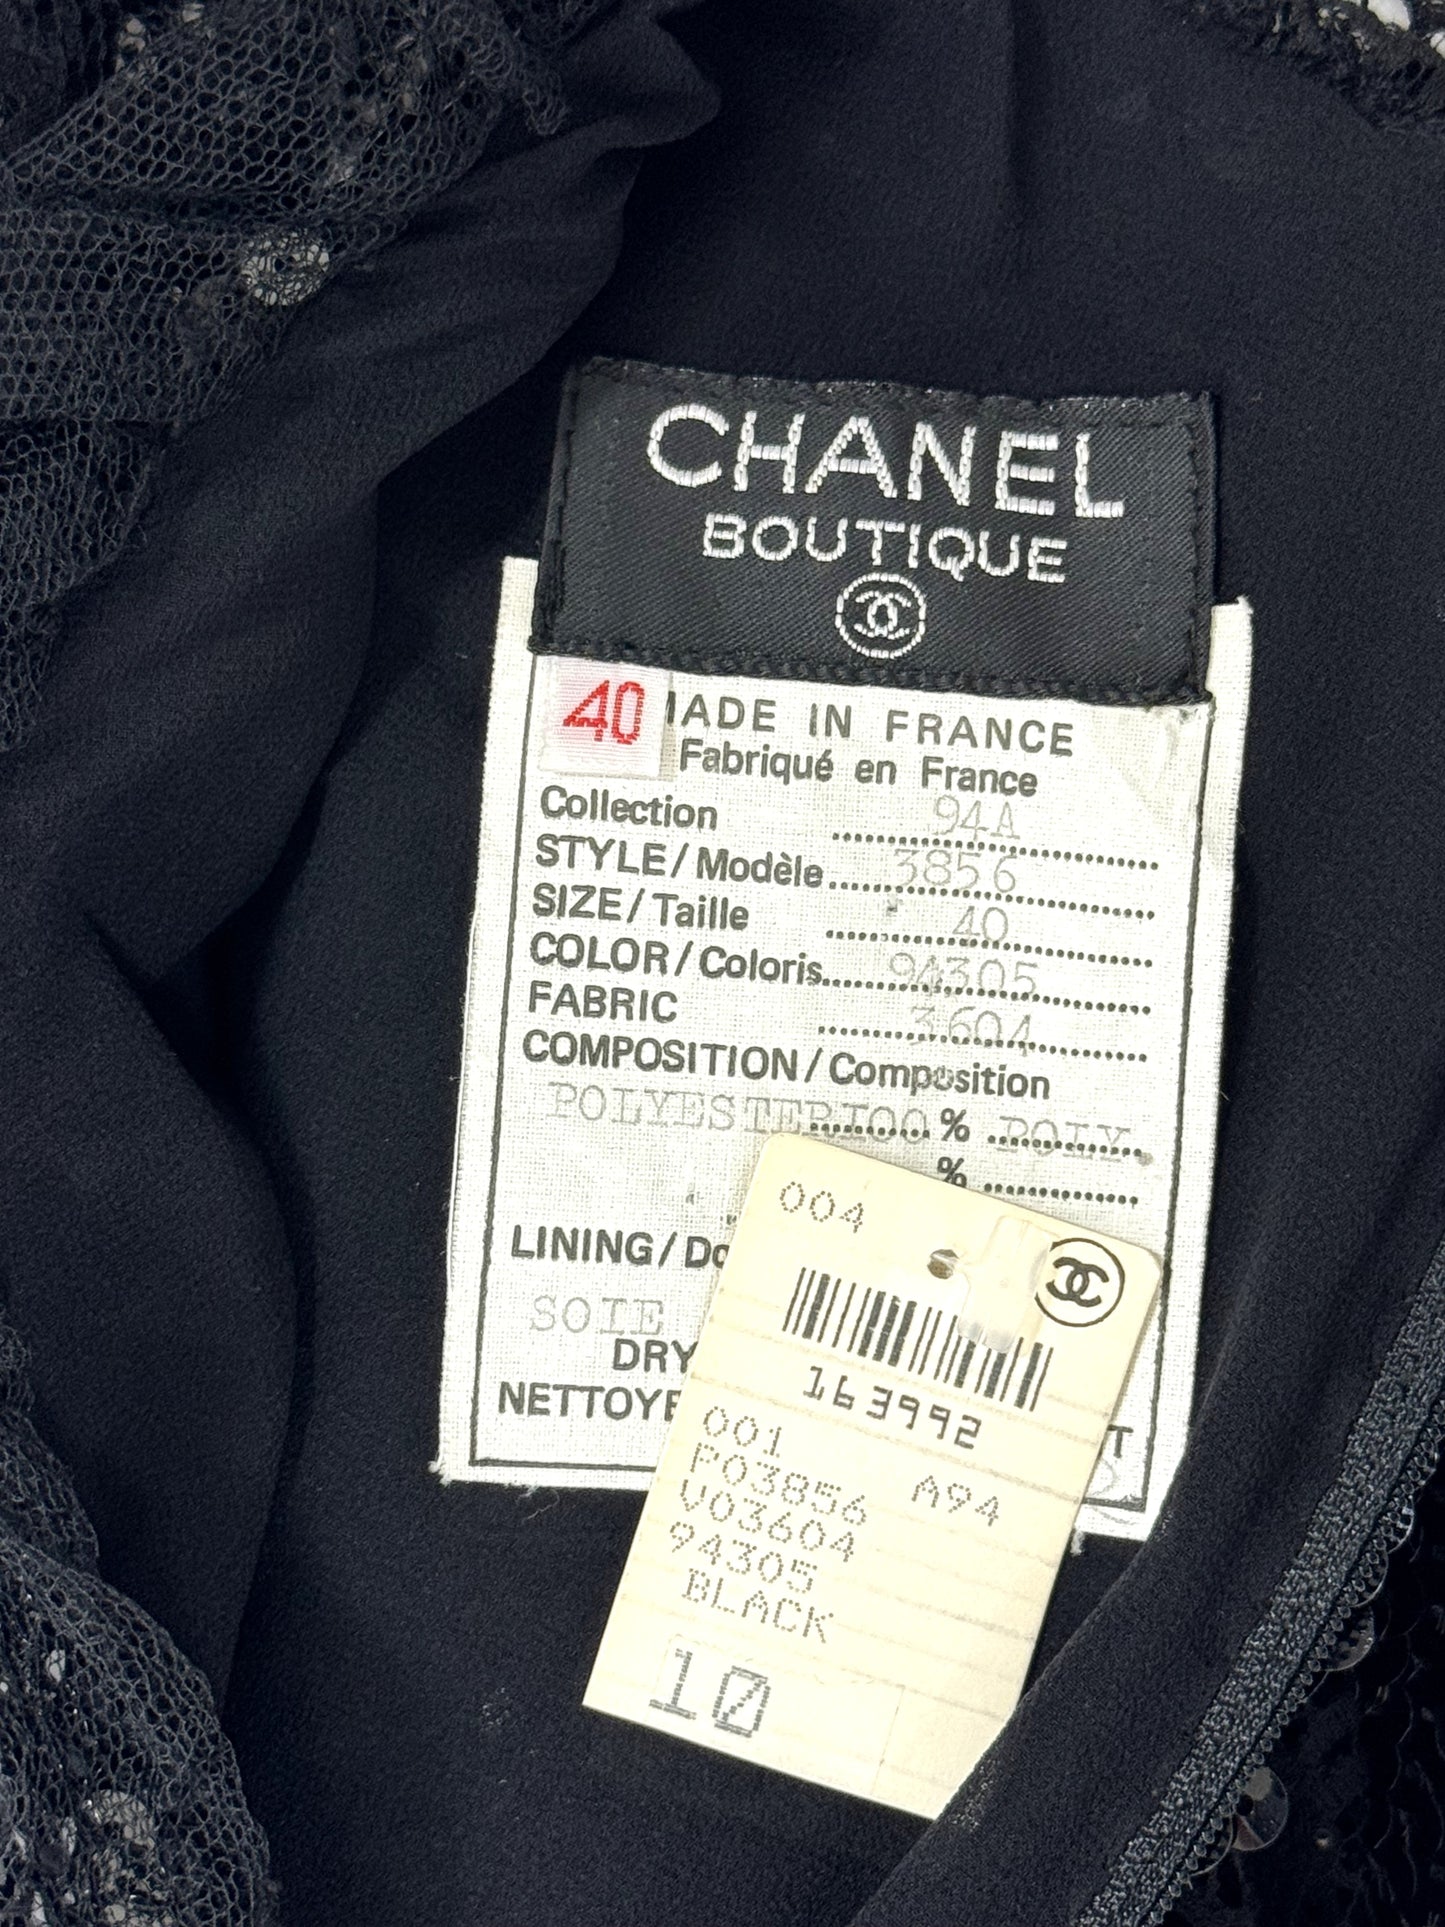 CHANEL
BOUTIQUE
40 MADE IN FRANCE
Fabriqué en France
Collection 94A
STYLE/Modèle 3856
SIZE/Taille 40
COLOR/Coloris 94305
FABRIC 3604
COMPOSITION/Composition
POLYESTER100 % POLY.
%
LINING/Do
SOIE
DRY
NETTOYE
004
163992
001
P03856 A94
V03604
94305
BLACK
10